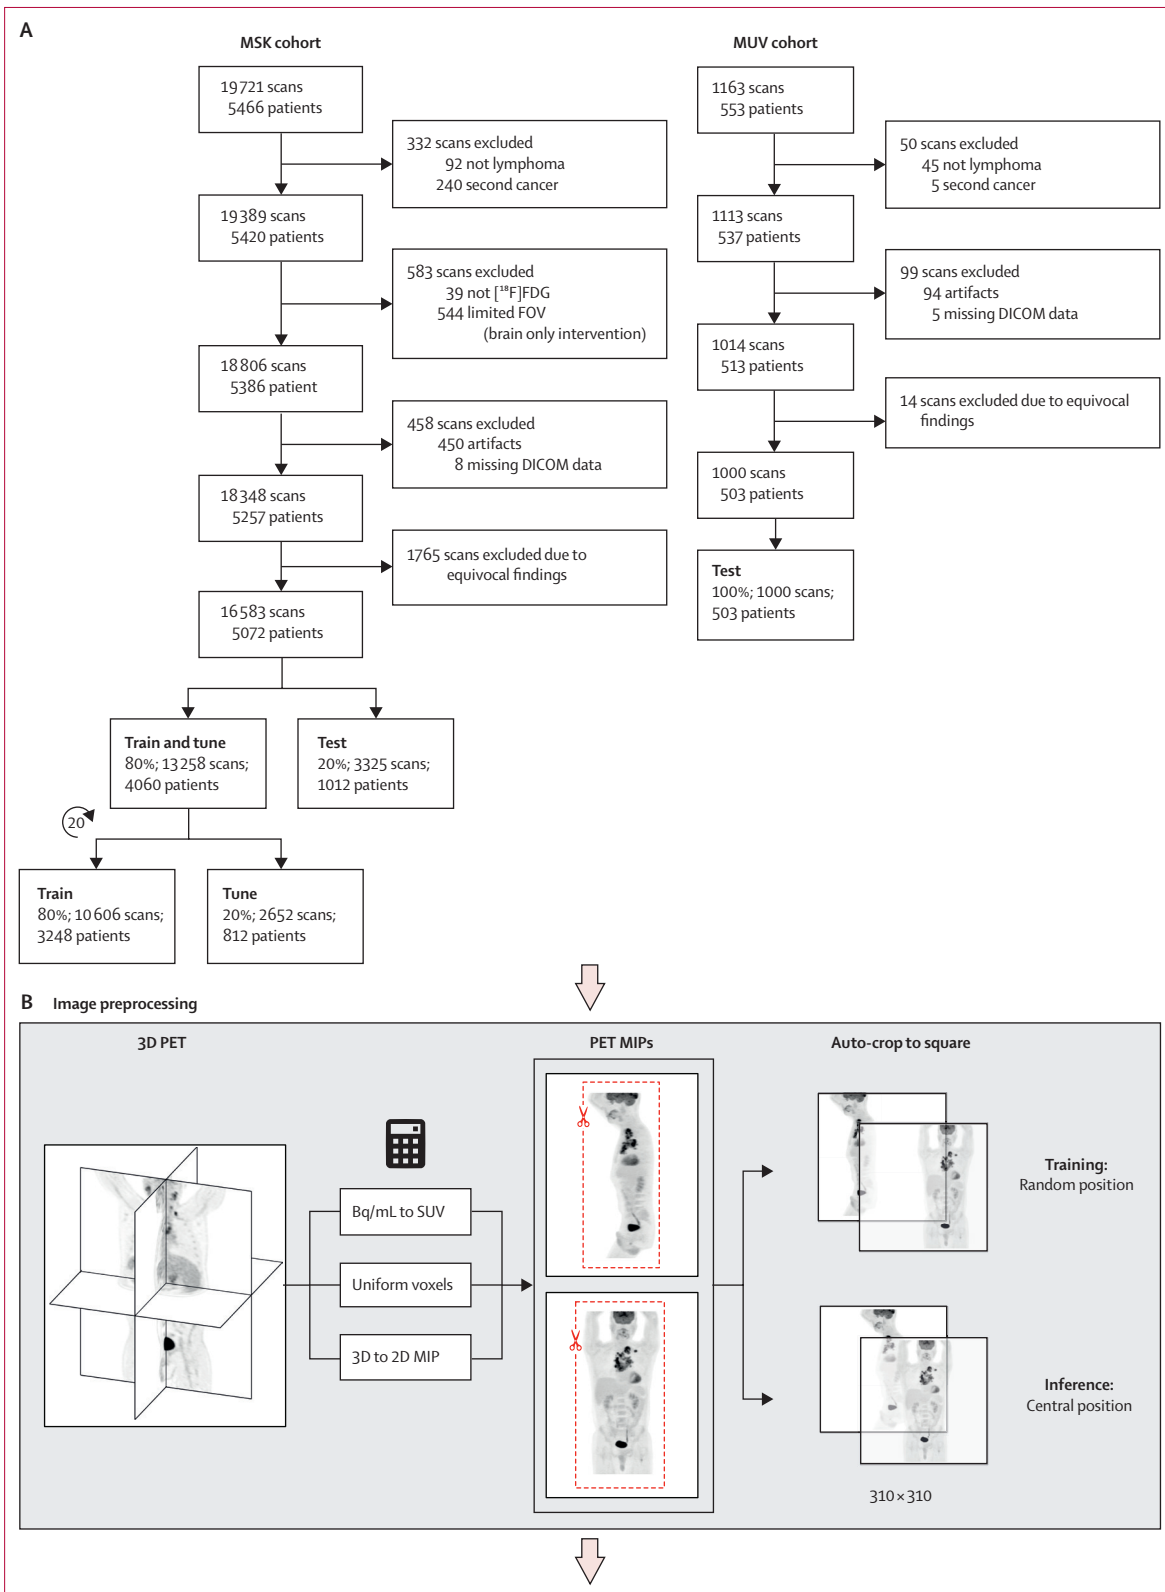 A
MSK cohort
19721 scans
5466 patients
332 scans excluded
92 not lymphoma
240 second cancer
19389 scans
5420 patients
583 scans excluded
39 not [¹⁸F]FDG
544 limited FOV
(brain only intervention)
18806 scans
5386 patient
458 scans excluded
450 artifacts
8 missing DICOM data
18348 scans
5257 patients
1765 scans excluded due to
equivocal findings
16583 scans
5072 patients
Train and tune
80%; 13258 scans;
4060 patients
Test
20%; 3325 scans;
1012 patients
20
Train
80%; 10606 scans;
3248 patients
Tune
20%; 2652 scans;
812 patients
MUV cohort
1163 scans
553 patients
50 scans excluded
45 not lymphoma
5 second cancer
1113 scans
537 patients
99 scans excluded
94 artifacts
5 missing DICOM data
1014 scans
513 patients
14 scans excluded due to equivocal
findings
1000 scans
503 patients
Test
100%; 1000 scans;
503 patients
B Image preprocessing
3D PET
PET MIPs
Auto-crop to square
Bq/mL to SUV
Uniform voxels
3D to 2D MIP
Training:
Random position
Inference:
Central position
310 × 310